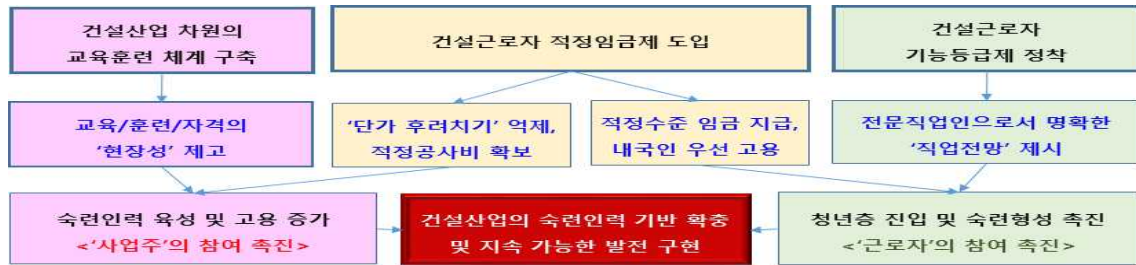 건설산업 차원의
교육훈련 체계 구축
건설근로자 적정임금제 도입
건설근로자
기능등급제 정착
교육/훈련/자격의
'현장성' 제고
'단가 후려치기' 억제,
적정공사비 확보
적정수준 임금 지급,
내국인 우선 고용
전문직업인으로서 명확한
'직업전망' 제시
숙련인력 육성 및 고용 증가
<'사업주'의 참여 촉진>
건설산업의 숙련인력 기반 확충
및 지속 가능한 발전 구현
청년층 진입 및 숙련형성 촉진
<'근로자'의 참여 촉진>